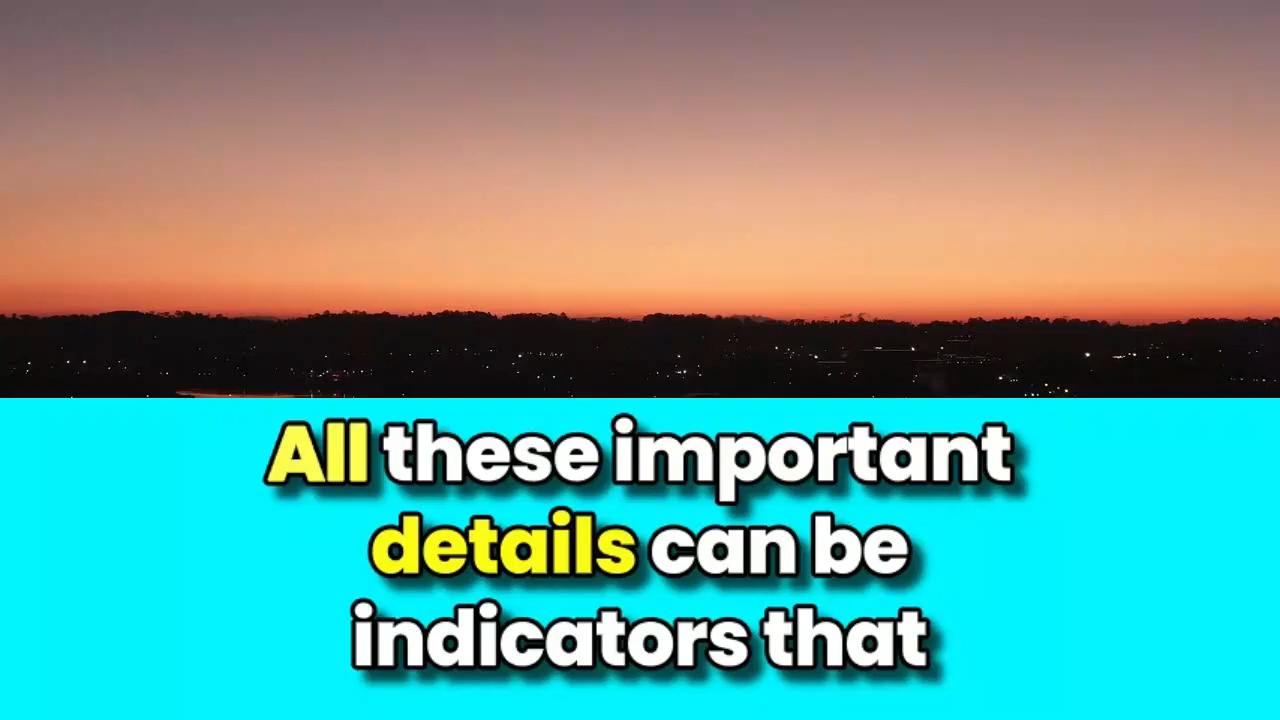 All these important
details can be
indicators that